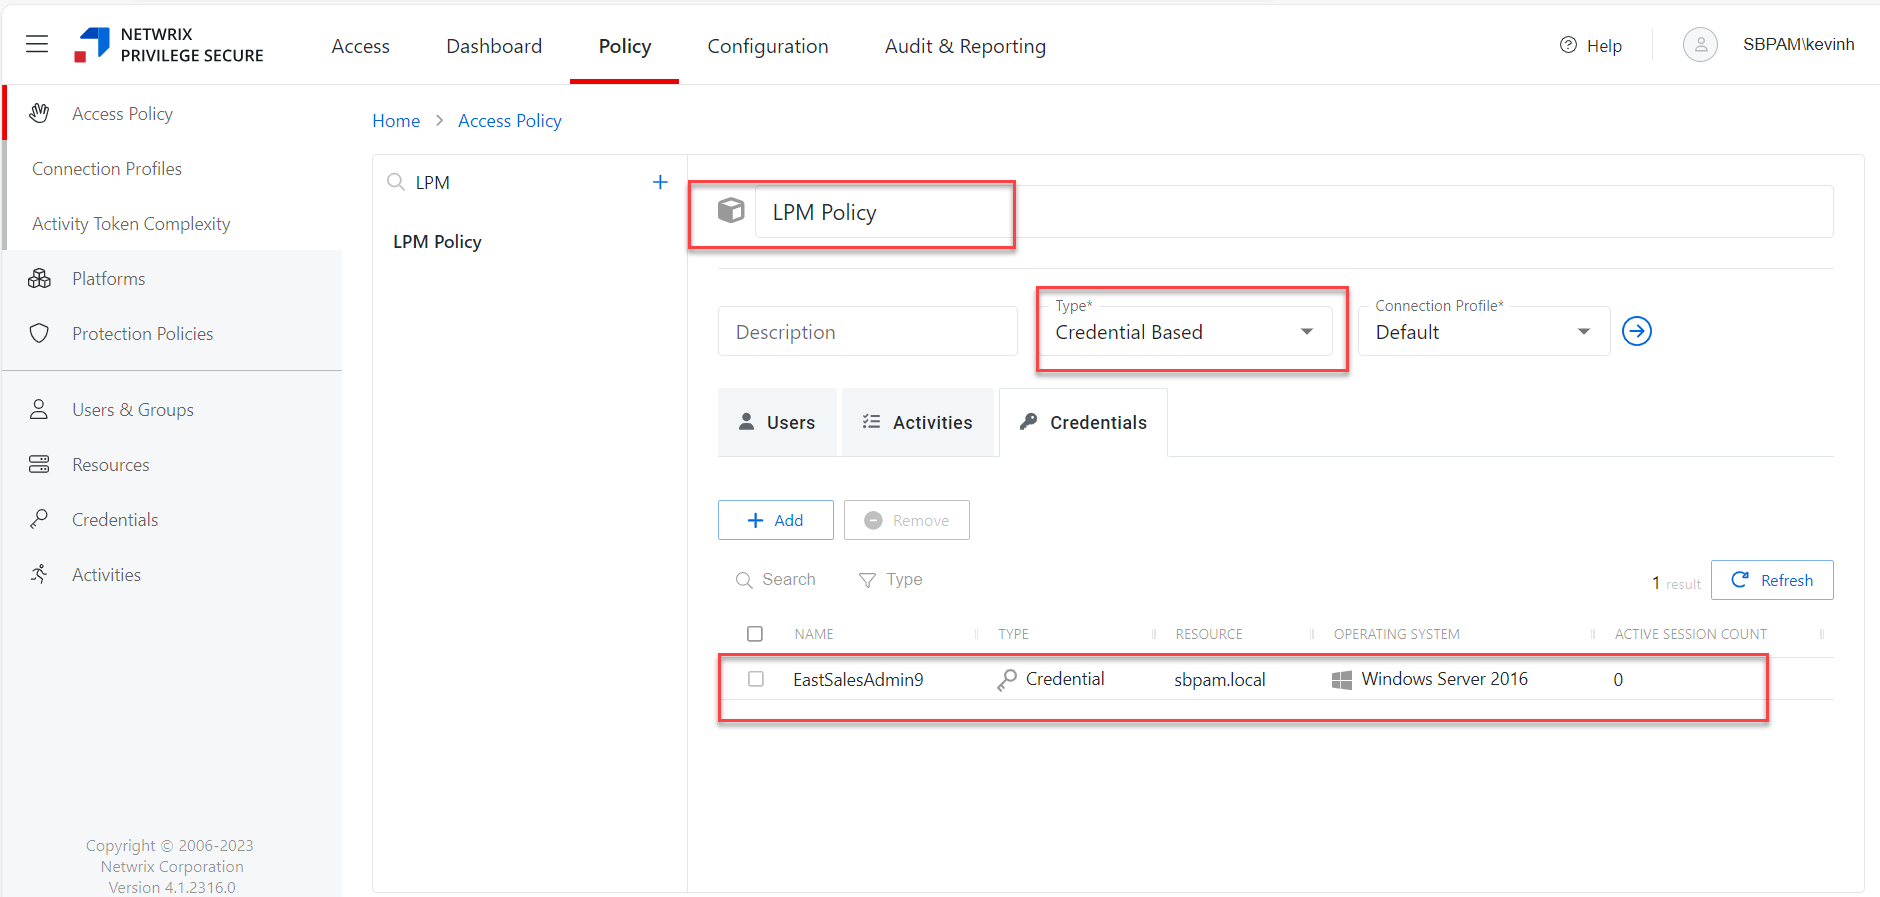 NETWRIX
PRIVILEGE SECURE
Access
Dashboard
Policy
Configuration
Audit & Reporting
Help
SBPAM\kevinh
Access Policy
Connection Profiles
Activity Token Complexity
Platforms
Protection Policies
Users & Groups
Resources
Credentials
Activities
Copyright © 2006-2023
Netwrix Corporation
Version 4.1.2316.0
Home > Access Policy
LPM
LPM Policy
LPM Policy
Description
Type*
Credential Based
Connection Profile*
Default
Users
Activities
Credentials
Add
Remove
Search
Type
1 result
Refresh
NAME TYPE RESOURCE OPERATING SYSTEM ACTIVE SESSION COUNT
EastSalesAdmin9 Credential sbpam.local Windows Server 2016 0